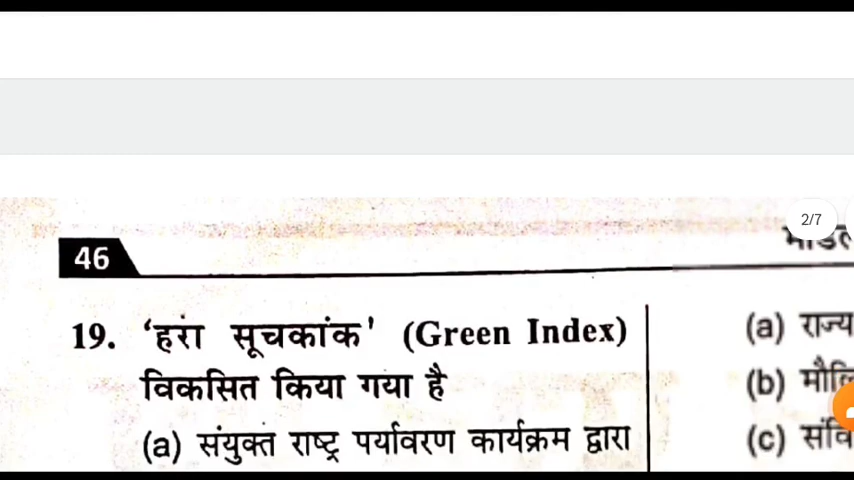 2/7
46
19. 'हरा सूचकांक' (Green Index)
विकसित किया गया है
(a) संयुक्त राष्ट्र पर्यावरण कार्यक्रम द्वारा
(a) राज्य
(b)
(c)